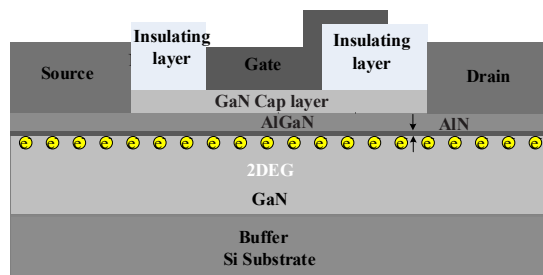 Insulating
layer
Source
Gate
Insulating
layer
Drain
GaN Cap layer
AlGaN
AlN
e e e e e e e e e e e e e e e e e e
2DEG
GaN
Buffer
Si Substrate